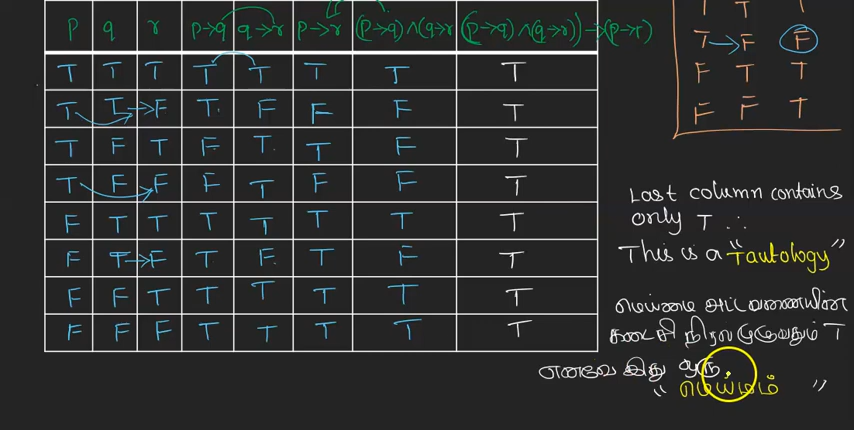 p q r p→q q→r p→r (p→q)∧(q→r (p→q)∧(q→r))→(p→r)
T T T T T T T T
T T→F T F F F T
T F T F T T F T
T F F F T F F T
F T T T T T T T
F T→F T F T F T
F F T T T T T T
F F F T T T T T
T
T→F F
F T T
F F T
Last column contains
only T ∴
This is a "Tautology"
மெய்மை அட்டவணையின்
கடைசி நிரல் முழுவதும் T
எனவே இது ஒரு
" மெய்மம் "